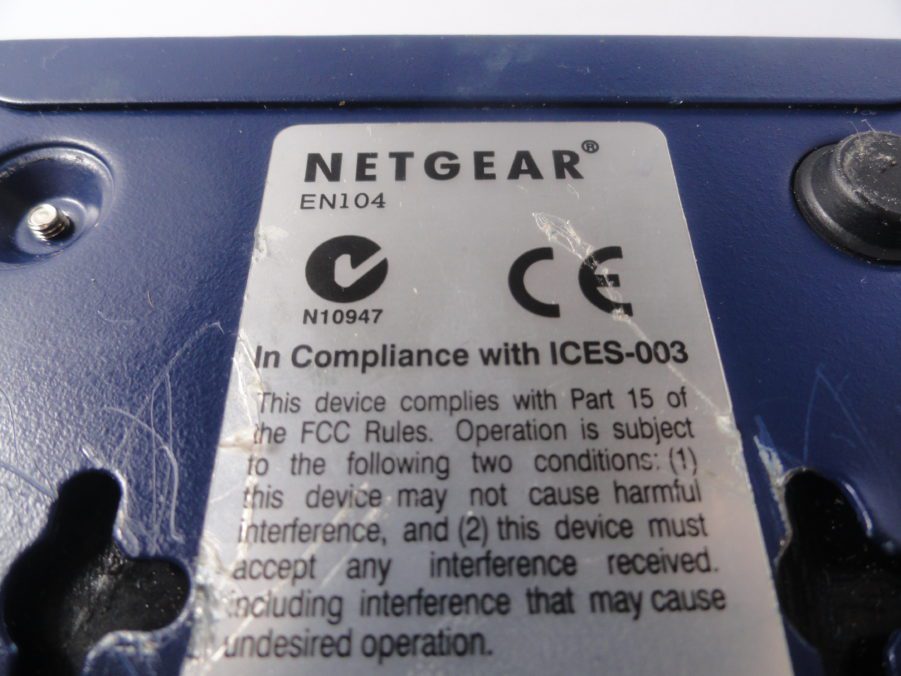 NETGEAR®
EN104
N10947
CE
In Compliance with ICES-003
This device complies with Part 15 of
the FCC Rules. Operation is subject
to the following two conditions: (1)
this device may not cause harmful
interference, and (2) this device must
accept any interference received.
including interference that may cause
undesired operation.